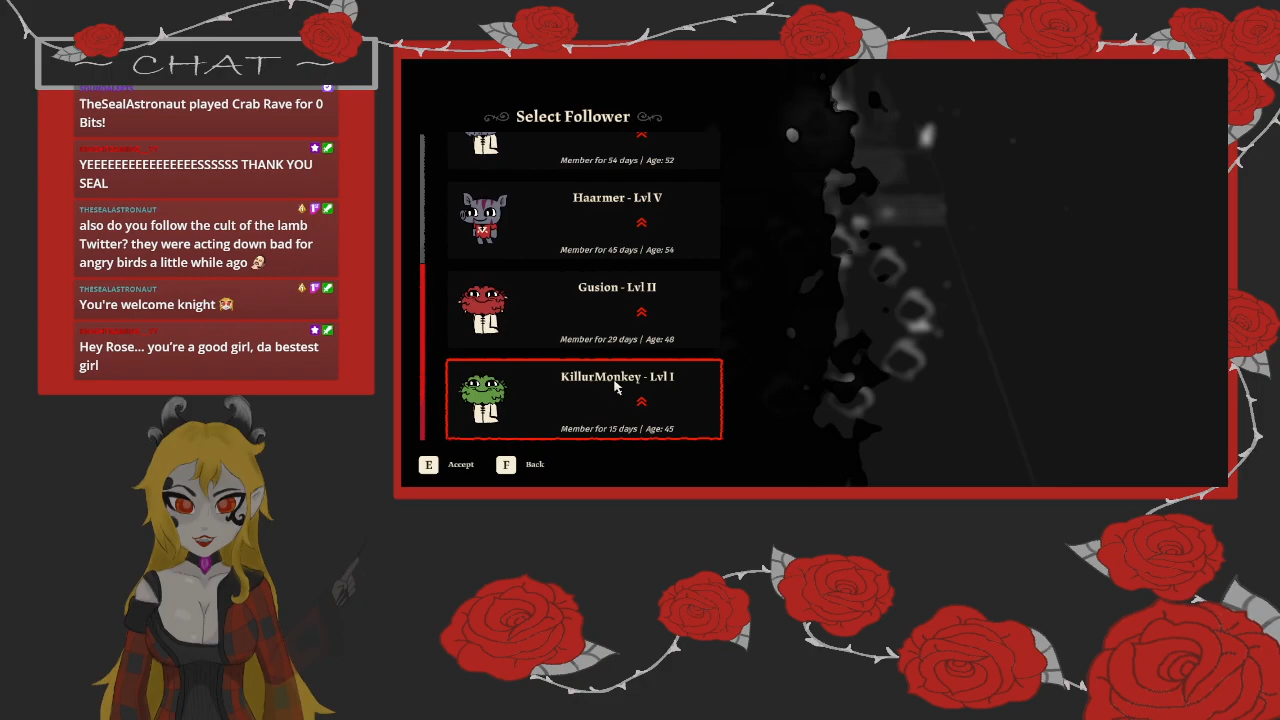 ~ CHAT ~
TheSealAstronaut played Crab Rave for 0
Bits!
YEEEEEEEEEEEEEEEESSSSSS THANK YOU
SEAL
THESEALASTRONAUT
also do you follow the cult of the lamb
Twitter? they were acting down bad for
angry birds a little while ago
THESEALASTRONAUT
You're welcome knight
Hey Rose... you're a good girl, da bestest
girl
Select Follower
Member for 54 days | Age: 52
Haarmer - Lvl V
Member for 45 days | Age: 54
Gusion - Lvl II
Member for 29 days | Age: 48
KillurMonkey - Lvl I
Member for 15 days | Age: 45
E Accept F Back